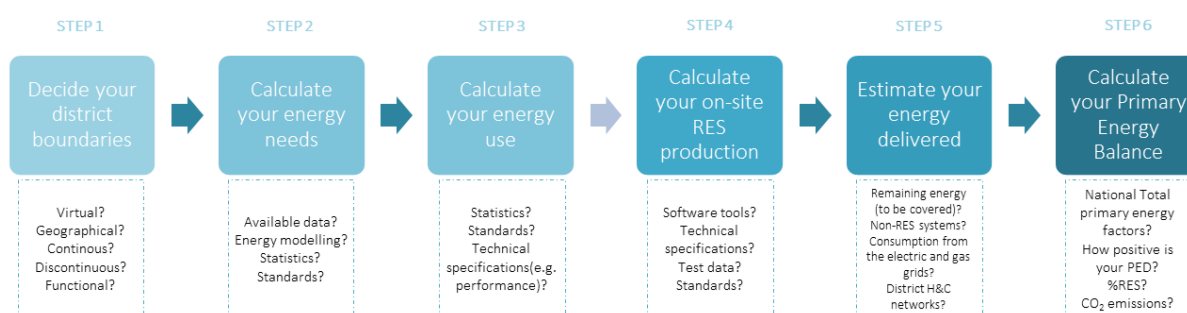 STEP 1
Decide your
district
boundaries
Virtual?
Geographical?
Continous?
Discontinuous?
Functional?
STEP 2
Calculate
your energy
needs
Available data?
Energy modelling?
Statistics?
Standards?
STEP 3
Calculate
your energy
use
Statistics?
Standards?
Technical
specifications(e.g.
performance)?
STEP 4
Calculate
your on-site
RES
production
Software tools?
Technical
specifications?
Test data?
Standards?
STEP 5
Estimate your
energy
delivered
Remaining energy
(to be covered)?
Non-RES systems?
Consumption from
the electric and gas
grids?
District H&C
networks?
STEP 6
Calculate
your Primary
Energy
Balance
National Total
primary energy
factors?
How positive is
your PED?
%RES?
CO₂ emissions?